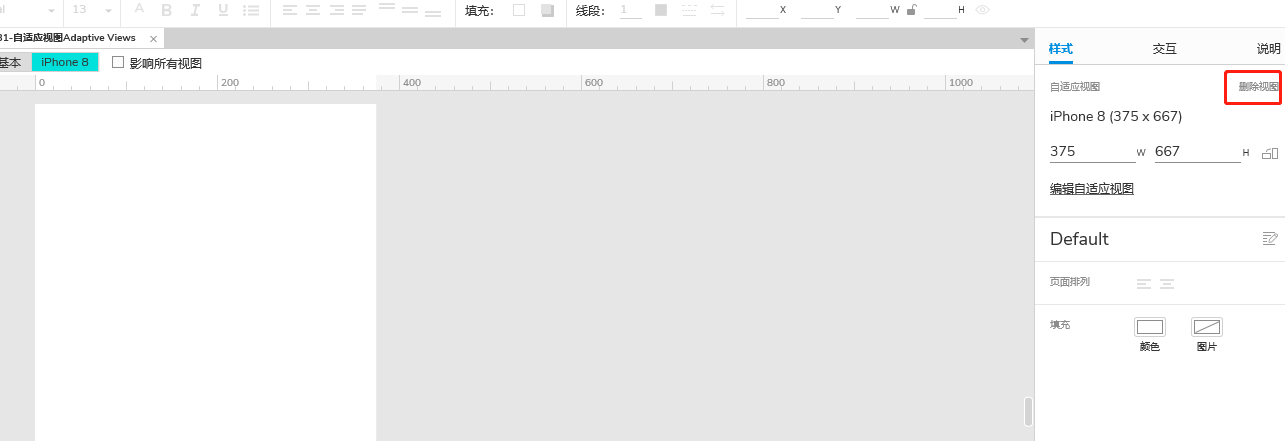 13 A B I U 填充: 线段: 1 X Y W H
31-自适应视图Adaptive Views ×
基本 iPhone 8 影响所有视图
0 200 400 600 800 1000
样式 交互 说明
自适应视图 删除视图
iPhone 8 (375 x 667)
375 W 667 H
编辑自适应视图
Default
页面排列
填充
颜色 图片